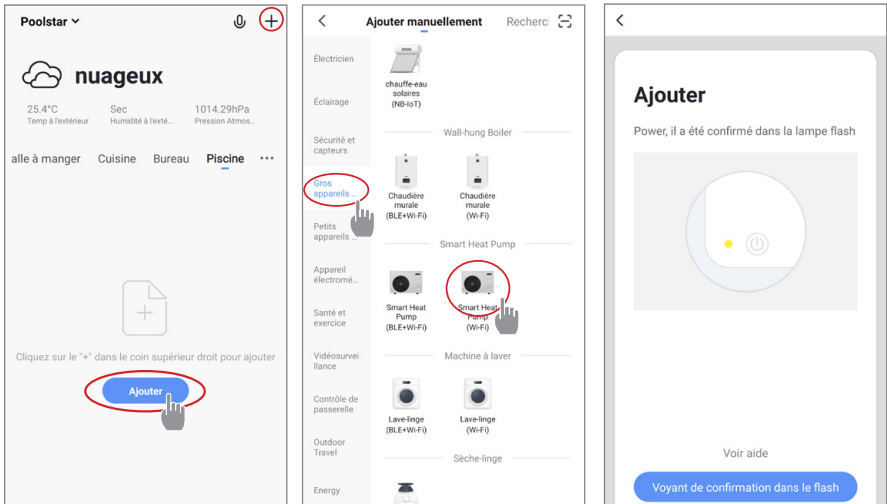 Poolstar
nuageux
25.4°C Sec 1014.29hPa
Temp à l'extérieur Humidité à l'exté... Pression Atmos...
alle à manger Cuisine Bureau Piscine ...
Cliquez sur le "+" dans le coin supérieur droit pour ajouter
Ajouter
Ajouter manuellement Recherc
Électricien
Éclairage
Sécurité et
capteurs
Gros
appareils ...
Petits
appareils ...
Appareil
électromé...
Santé et
exercice
Vidéosurvei
llance
Contrôle de
passerelle
Outdoor
Travel
Energy
chauffe-eau
solaires
(NB-IoT)
Wall-hung Boiler
Chaudière
murale
(BLE+Wi-Fi)
Chaudière
murale
(Wi-Fi)
Smart Heat Pump
Smart Heat
Pump
(BLE+Wi-Fi)
Smart Heat
Pump
(Wi-Fi)
Machine à laver
Lave-linge
(BLE+Wi-Fi)
Lave-linge
(Wi-Fi)
Sèche-linge
Ajouter
Power, il a été confirmé dans la lampe flash
Voir aide
Voyant de confirmation dans le flash